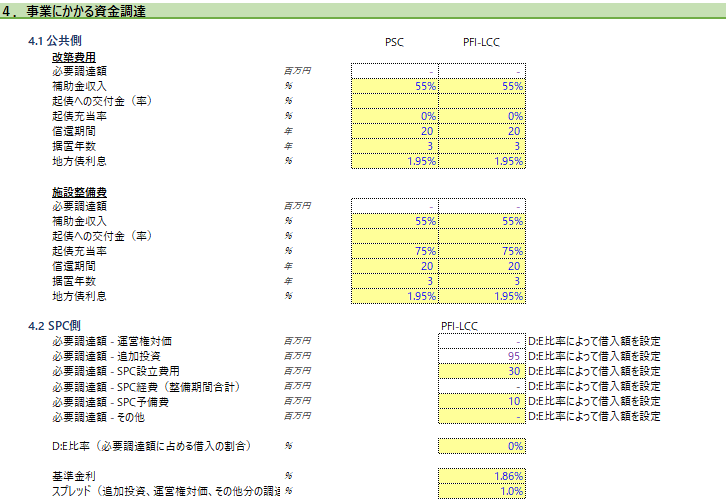 4．事業にかかる資金調達
4.1 公共側 PSC PFI-LCC
改築費用
必要調達額 百万円 - -
補助金収入 % 55% 55%
起債への交付金（率） %
起債充当率 % 0% 0%
償還期間 年 20 20
据置年数 年 3 3
地方債利息 % 1.95% 1.95%
施設整備費
必要調達額 百万円 - -
補助金収入 % 55% 55%
起債への交付金（率） %
起債充当率 % 75% 75%
償還期間 年 20 20
据置年数 年 3 3
地方債利息 % 1.95% 1.95%
4.2 SPC側 PFI-LCC
必要調達額 - 運営権対価 百万円 - D:E比率によって借入額を設定
必要調達額 - 追加投資 百万円 95 D:E比率によって借入額を設定
必要調達額 - SPC設立費用 百万円 30 D:E比率によって借入額を設定
必要調達額 - SPC経費（整備期間合計） 百万円 - D:E比率によって借入額を設定
必要調達額 - SPC予備費 百万円 10 D:E比率によって借入額を設定
必要調達額 - その他 百万円 - D:E比率によって借入額を設定
D:E比率（必要調達額に占める借入の割合） % 0%
基準金利 % 1.86%
スプレッド（追加投資、運営権対価、その他分の調達 % 1.0%